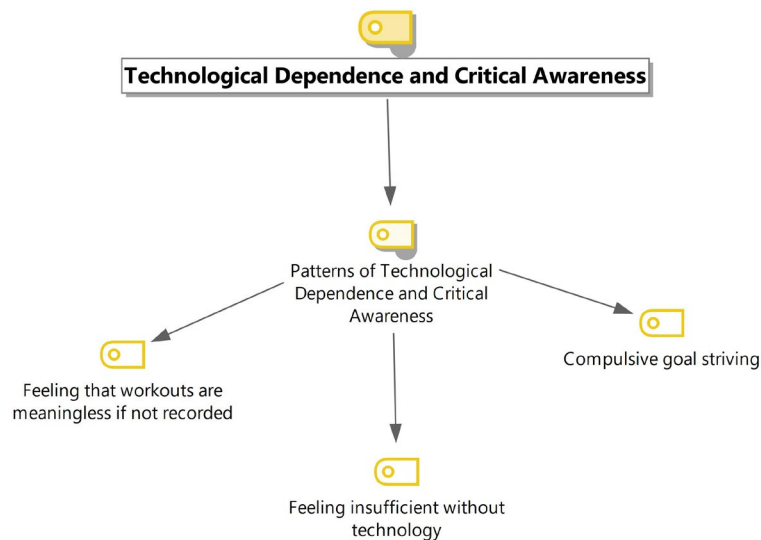 Technological Dependence and Critical Awareness
Patterns of Technological
Dependence and Critical
Awareness
Compulsive goal striving
Feeling that workouts are
meaningless if not recorded
Feeling insufficient without
technology